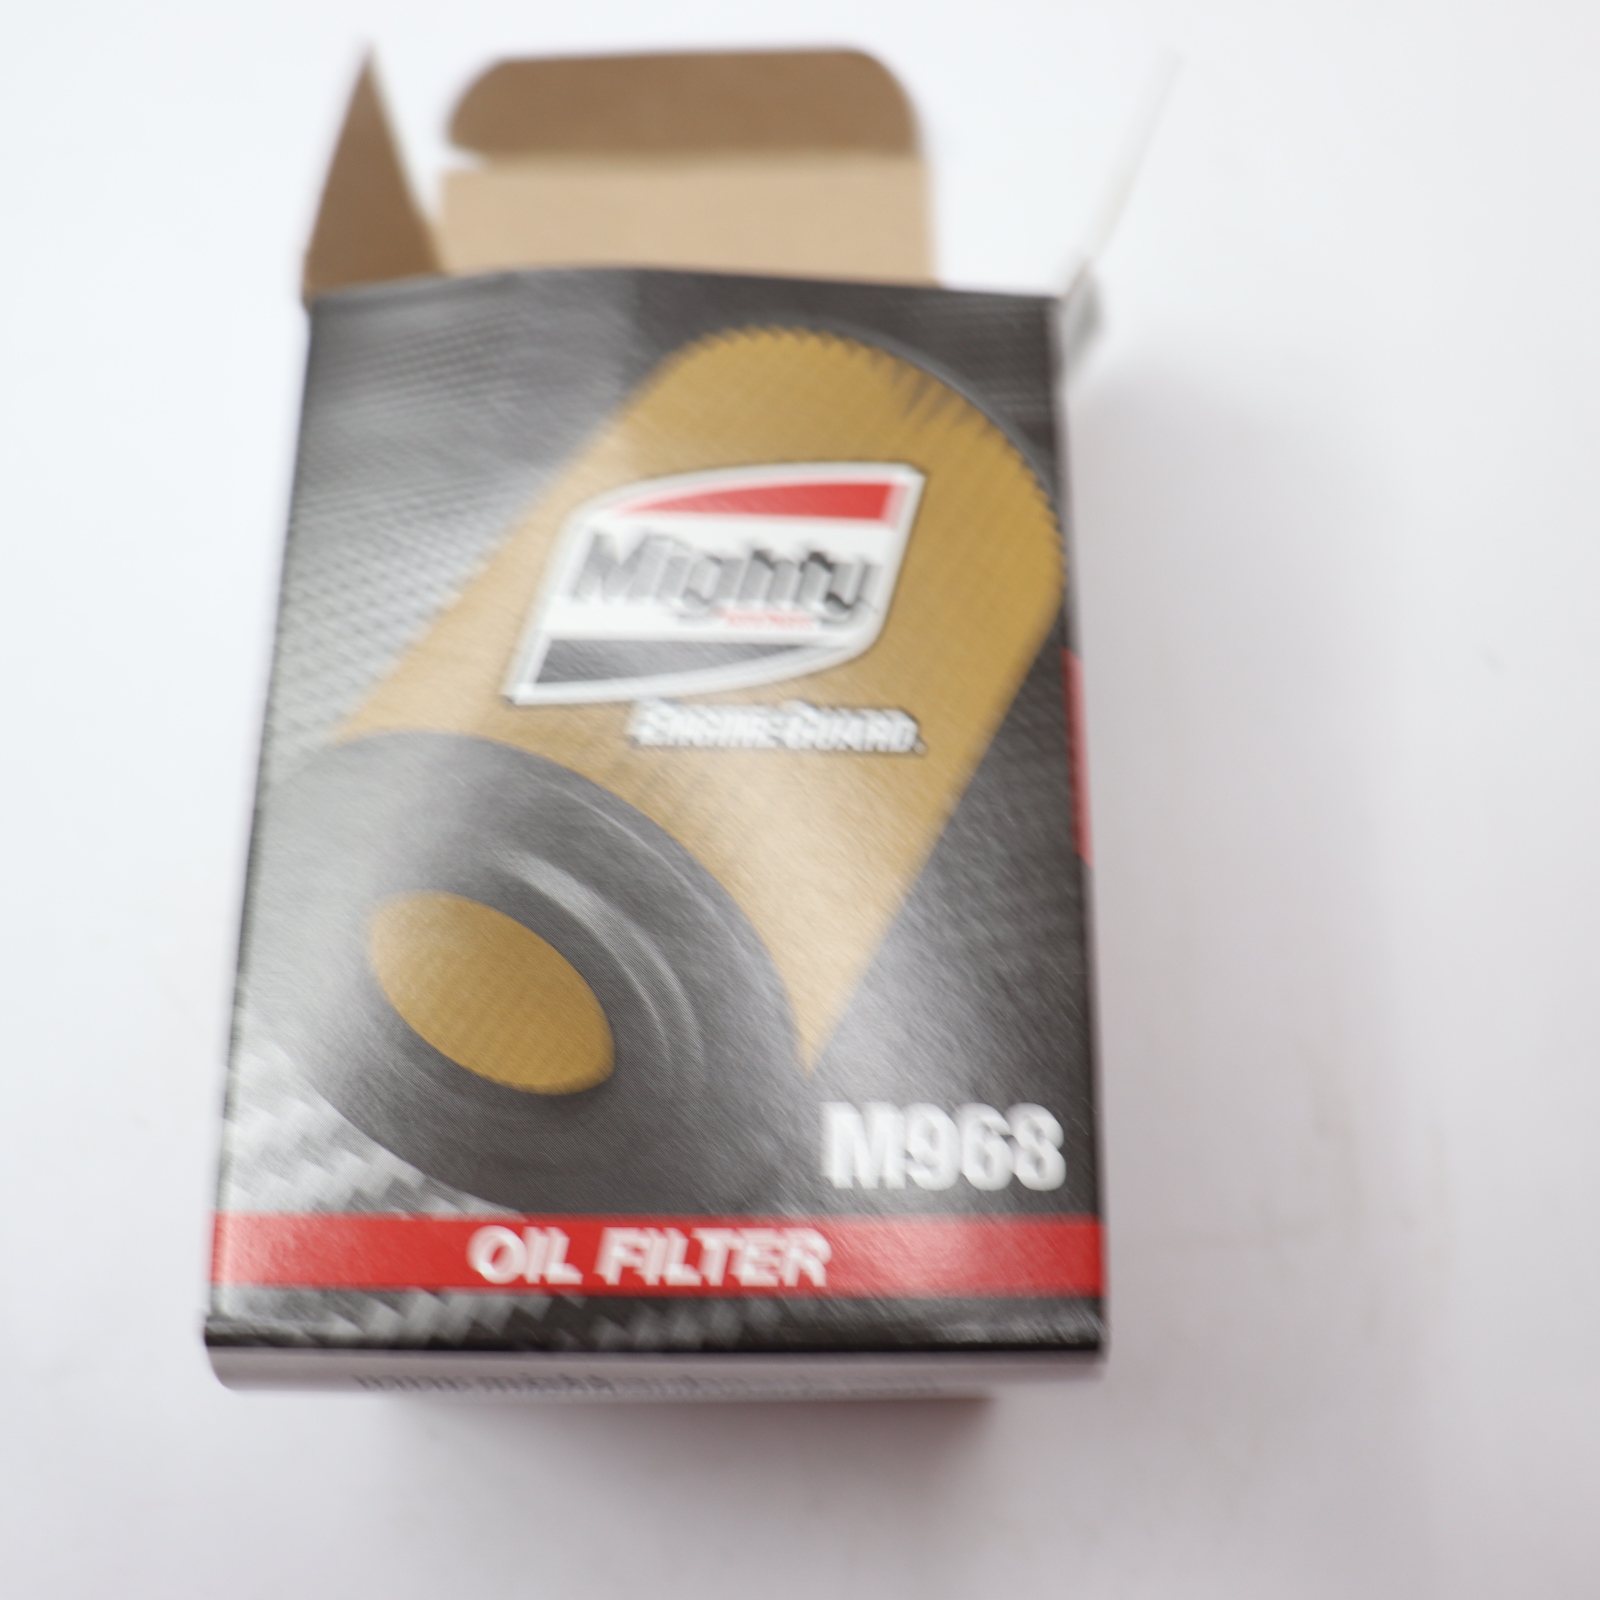 Mighty
ENGINE-GUARD
M968
OIL FILTER